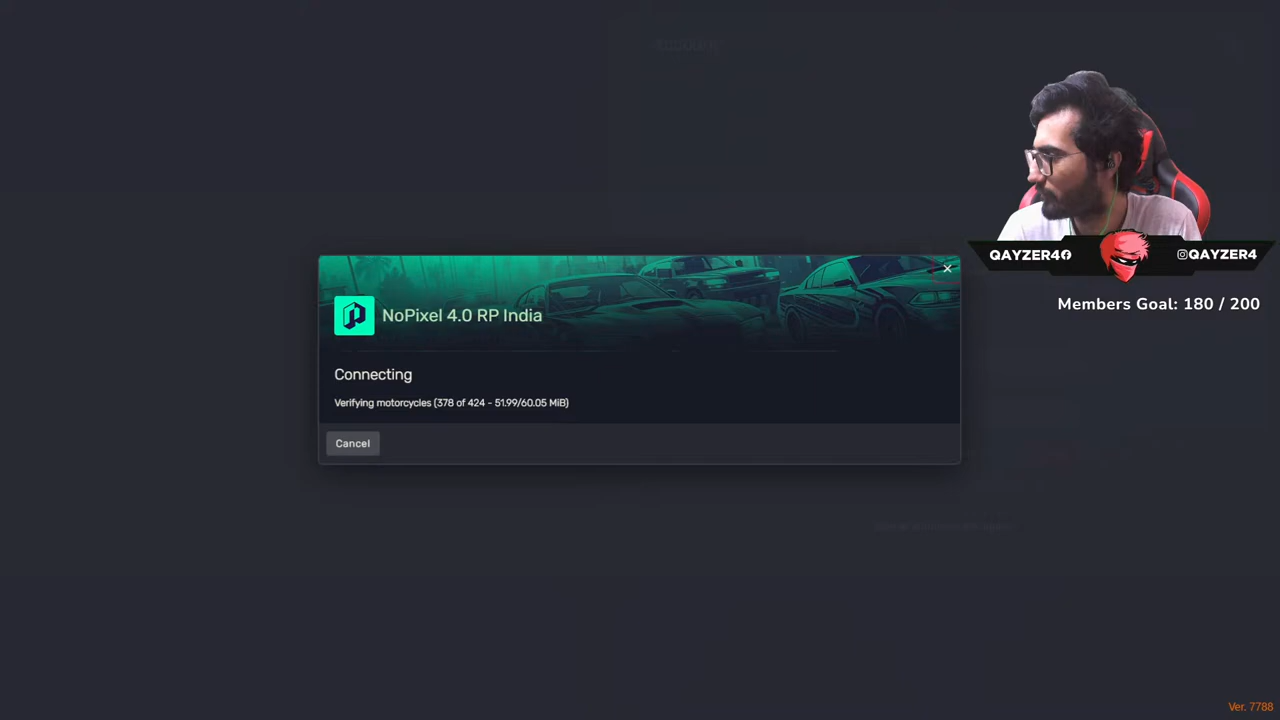 QAYZER4
QAYZER4
Members Goal: 180 / 200
NoPixel 4.0 RP India
Connecting
Verifying motorcycles (378 of 424 - 51.99/60.05 MiB)
Cancel
Ver. 7788